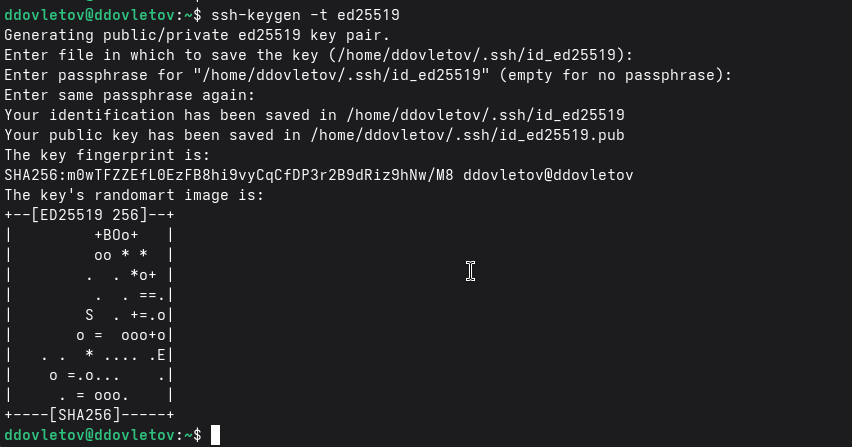 ddovletov@ddovletov:~$ ssh-keygen -t ed25519
Generating public/private ed25519 key pair.
Enter file in which to save the key (/home/ddovletov/.ssh/id_ed25519):
Enter passphrase for "/home/ddovletov/.ssh/id_ed25519" (empty for no passphrase):
Enter same passphrase again:
Your identification has been saved in /home/ddovletov/.ssh/id_ed25519
Your public key has been saved in /home/ddovletov/.ssh/id_ed25519.pub
The key fingerprint is:
SHA256:m0wTFZZEfL0EzFB8hi9vyCqCfDP3r2B9dRiz9hNw/M8 ddovletov@ddovletov
The key's randomart image is:
+--[ED25519 256]--+
|          +BOo+   |
|          oo * *  |
|         .  . *o+ |
|          .  . ==.|
|         S  . +=.o|
|        o =  ooo+o|
|    . .  * .... .E|
|     o =.o...    .|
|      . = ooo.    |
+----[SHA256]-----+
ddovletov@ddovletov:~$